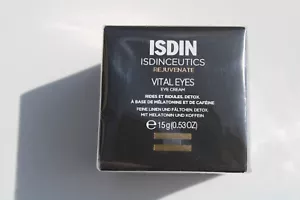 ISDIN
ISDINCEUTICS
REJUVENATE
VITAL EYES
EYE CREAM
RIDES ET RIDULES, DETOX.
À BASE DE MÉLATONINE ET DE CAFÉINE
FEINE LINIEN UND FÄLTCHEN, DETOX.
MIT MELATONIN UND KOFFEIN
℮ 15g (0.53OZ)